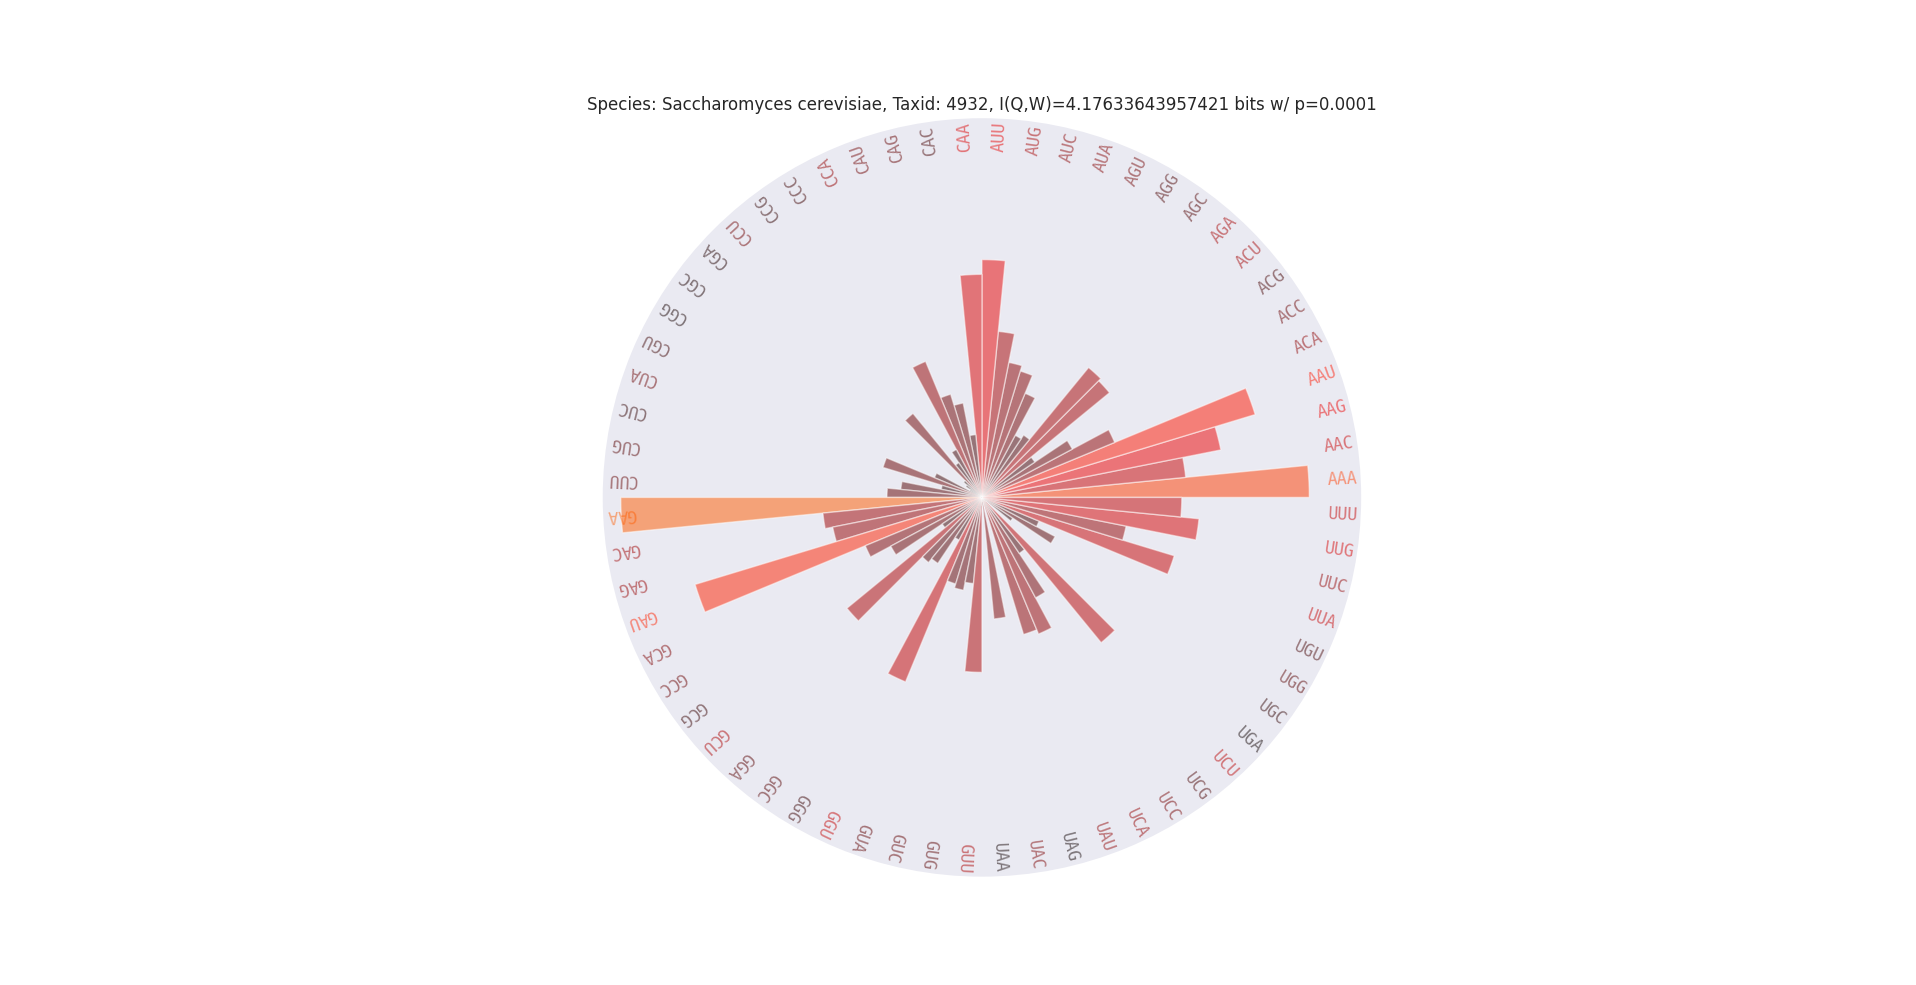 Species: Saccharomyces cerevisiae, Taxid: 4932, I(Q,W)=4.17633643957421 bits w/ p=0.0001
AUU
AUG
AUC
AUA
AGU
AGG
AGC
AGA
ACU
ACG
ACC
ACA
AAU
AAG
AAC
AAA
UUU
UUG
UUC
UUA
UGU
UGG
UGC
UGA
UCU
UCG
UCC
UCA
UAU
UAG
UAC
UAA
GUU
GUG
GUC
GUA
GGU
GGG
GGC
GGA
GCU
GCG
GCC
GCA
GAU
GAG
GAC
GAA
CUU
CUG
CUC
CUA
CGU
CGG
CGC
CGA
CCU
CCG
CCC
CCA
CAU
CAG
CAC
CAA